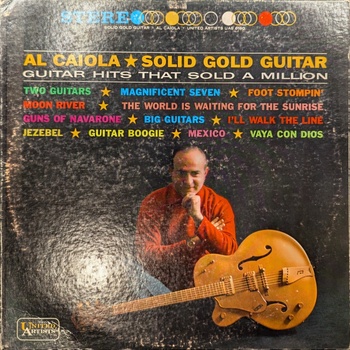 STEREO
SOLID GOLD GUITAR • AL CAIOLA • UNITED ARTISTS UAS 6180
AL CAIOLA ★ SOLID GOLD GUITAR
GUITAR HITS THAT SOLD A MILLION
TWO GUITARS ★ MAGNIFICENT SEVEN ★ FOOT STOMPIN'
MOON RIVER ★ THE WORLD IS WAITING FOR THE SUNRISE
GUNS OF NAVARONE ★ BIG GUITARS ★ I'LL WALK THE LINE
JEZEBEL ★ GUITAR BOOGIE ★ MEXICO ★ VAYA CON DIOS
UNITED
ARTISTS